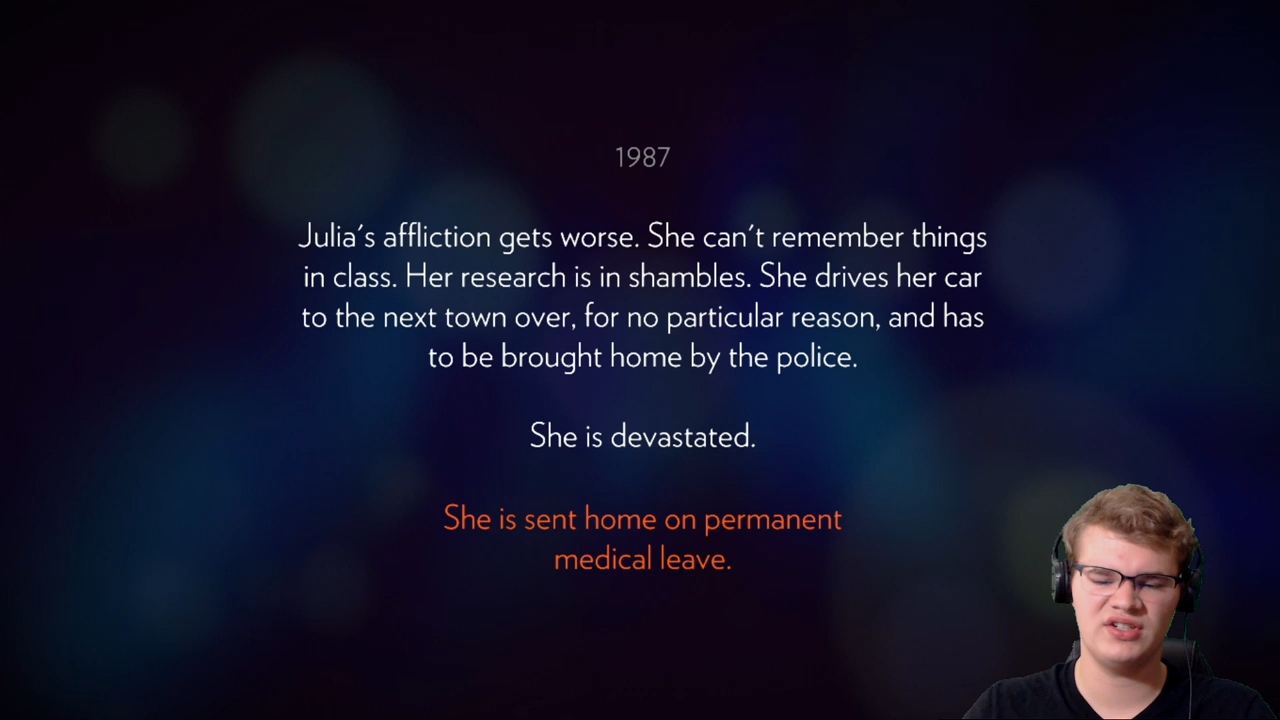 1987
Julia's affliction gets worse. She can't remember things
in class. Her research is in shambles. She drives her car
to the next town over, for no particular reason, and has
to be brought home by the police.
She is devastated.
She is sent home on permanent
medical leave.